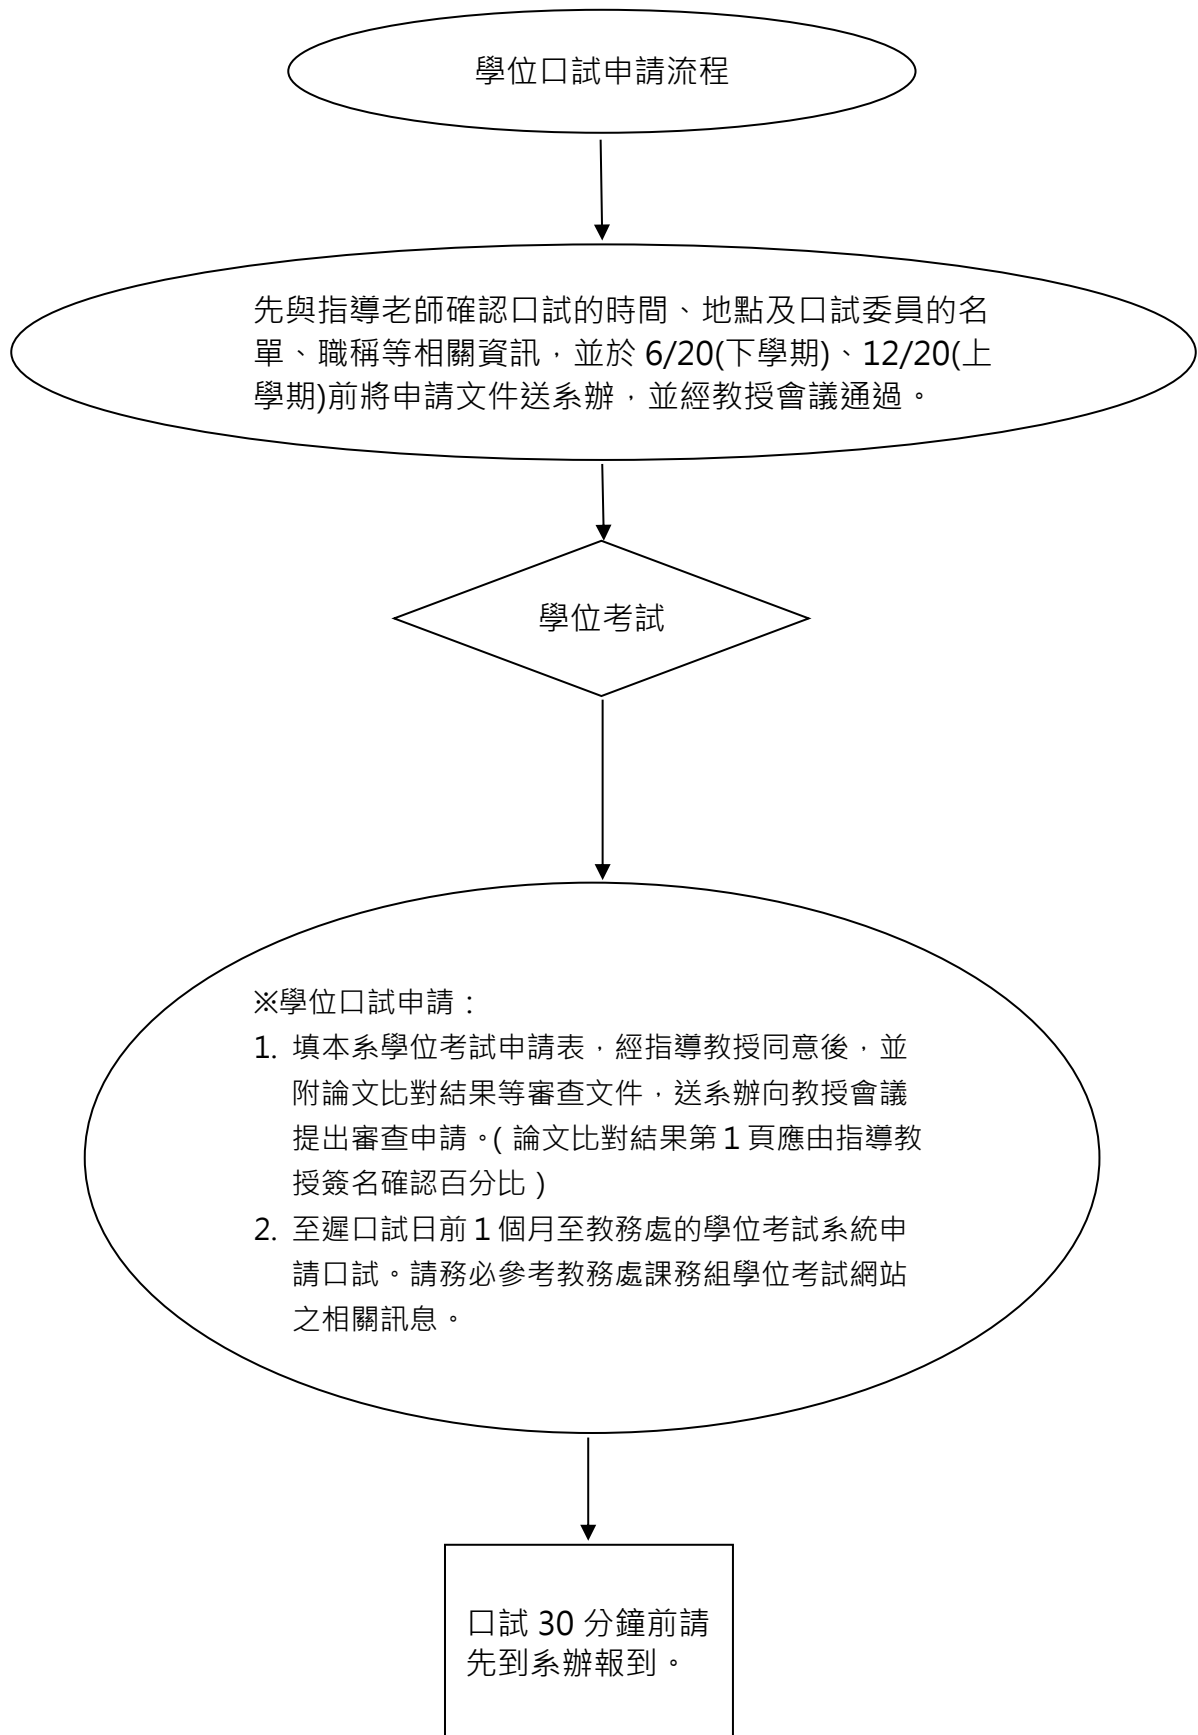 學位口試申請流程
先與指導老師確認口試的時間、地點及口試委員的名
單、職稱等相關資訊，並於 6/20(下學期)、12/20(上
學期)前將申請文件送系辦，並經教授會議通過。
學位考試
※學位口試申請：
1. 填本系學位考試申請表，經指導教授同意後，並
附論文比對結果等審查文件，送系辦向教授會議
提出審查申請。(論文比對結果第 1 頁應由指導教
授簽名確認百分比)
2. 至遲口試日前 1 個月至教務處的學位考試系統申
請口試。請務必參考教務處課務組學位考試網站
之相關訊息。
口試 30 分鐘前請
先到系辦報到。